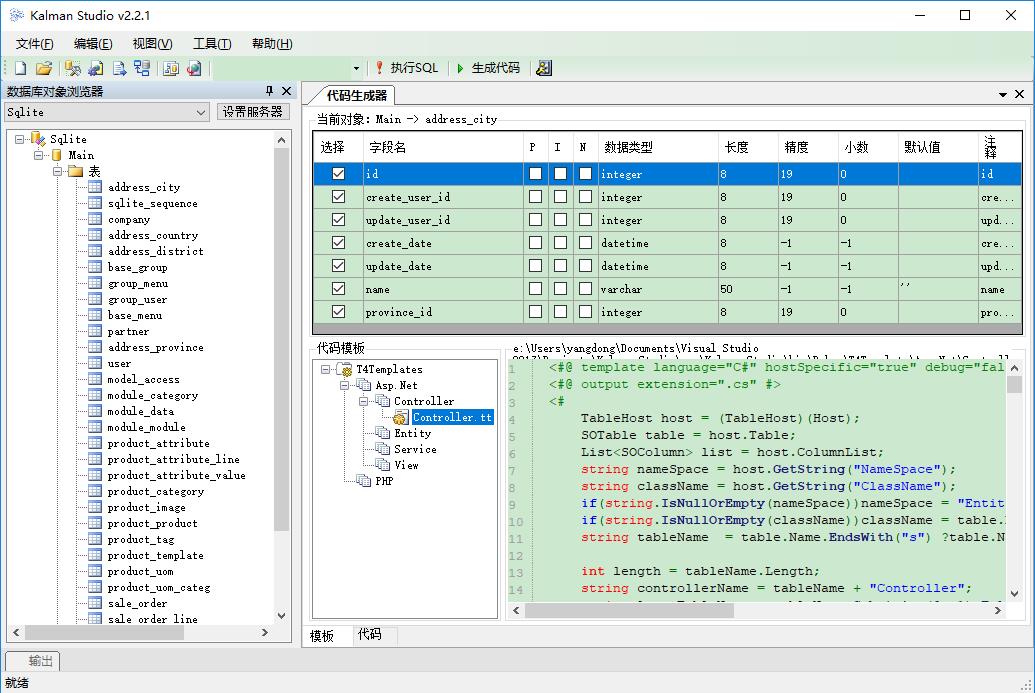 Kalman Studio v2.2.1
文件(F) 编辑(E) 视图(V) 工具(T) 帮助(H)
执行SQL 生成代码
数据库对象浏览器
Sqlite 设置服务器
Sqlite
Main
表
address_city
sqlite_sequence
company
address_country
address_district
base_group
group_menu
group_user
base_menu
partner
address_province
user
model_access
module_category
module_data
module_module
product_attribute
product_attribute_line
product_attribute_value
product_category
product_image
product_product
product_tag
product_template
product_uom
product_uom_categ
sale_order
sale_order_line
代码生成器
当前对象: Main -> address_city
选择 字段名 P I N 数据类型 长度 精度 小数 默认值 注释
id integer 8 19 0 id
create_user_id integer 8 19 0 cre...
update_user_id integer 8 19 0 upd...
create_date datetime 8 -1 -1 cre...
update_date datetime 8 -1 -1 upd...
name varchar 50 -1 -1 '' name
province_id integer 8 19 0 pro...
代码模板
T4Templates
Asp.Net
Controller
Controller.tt
Entity
Service
View
PHP
e:\Users\yangdong\Documents\Visual Studio
1 <#@ template language="C#" hostSpecific="true" debug="fal
2 <#@ output extension=".cs" #>
3 <#
4 TableHost host = (TableHost)(Host);
5 SOTable table = host.Table;
6 List<SOColumn> list = host.ColumnList;
7 string nameSpace = host.GetString("NameSpace");
8 string className = host.GetString("ClassName");
9 if(string.IsNullOrEmpty(nameSpace))nameSpace = "Entit
10 if(string.IsNullOrEmpty(className))className = table.
11 string tableName = table.Name.EndsWith("s") ?table.N
12
13 int length = tableName.Length;
14 string controllerName = tableName + "Controller";
模板 代码
输出
就绪